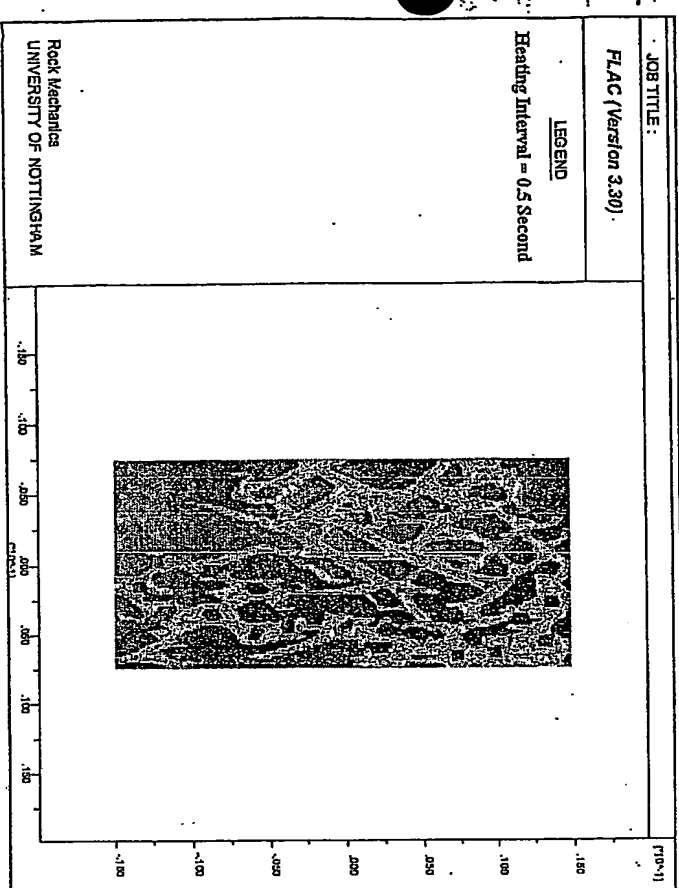 JOB TITLE :
FLAC (Version 3.30)
LEGEND
Heating Interval = 0.5 Second
Rock Mechanics
UNIVERSITY OF NOTTINGHAM
(*10^-1)
.150
.100
.050
.000
-.050
-.100
-.150
-.150
-.100
-.050
.000
.050
.100
.150